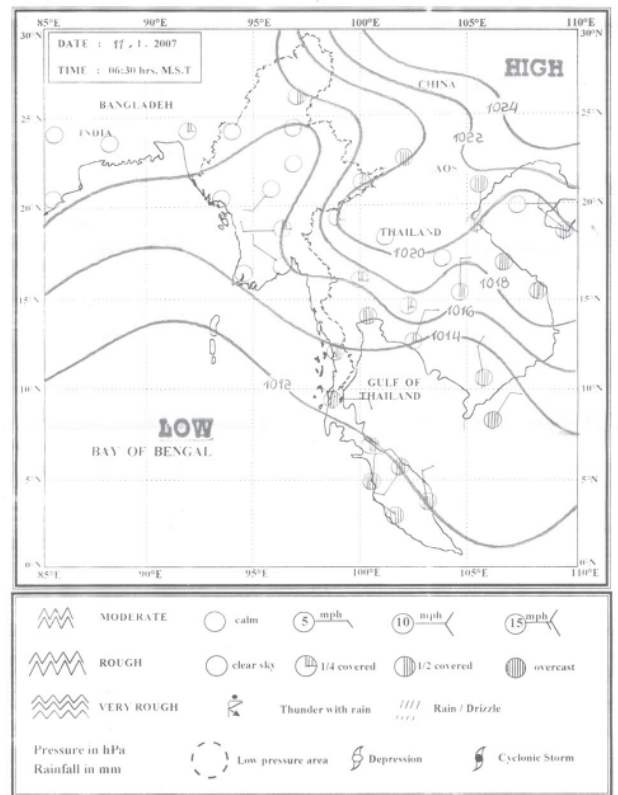 85°E 90°E 95°E 100°E 105°E 110°E
30°N 30°N
DATE : 11.1.2007
TIME : 06:30 hrs. M.S.T
HIGH
CHINA
BANGLADESH
1024
25°N 25°N
INDIA
1022
AOS
20°N 20°N
THAILAND
1020
1018
15°N 15°N
1016
1014
10°N 10°N
1012
GULF OF
THAILAND
LOW
BAY OF BENGAL
5°N 5°N
0°N 0°N
85°E 90°E 95°E 100°E 105°E 110°E
MODERATE calm 5 mph 10 mph 15 mph
ROUGH clear sky 1/4 covered 1/2 covered overcast
VERY ROUGH Thunder with rain Rain / Drizzle
Pressure in hPa
Rainfall in mm
Low pressure area Depression Cyclonic Storm